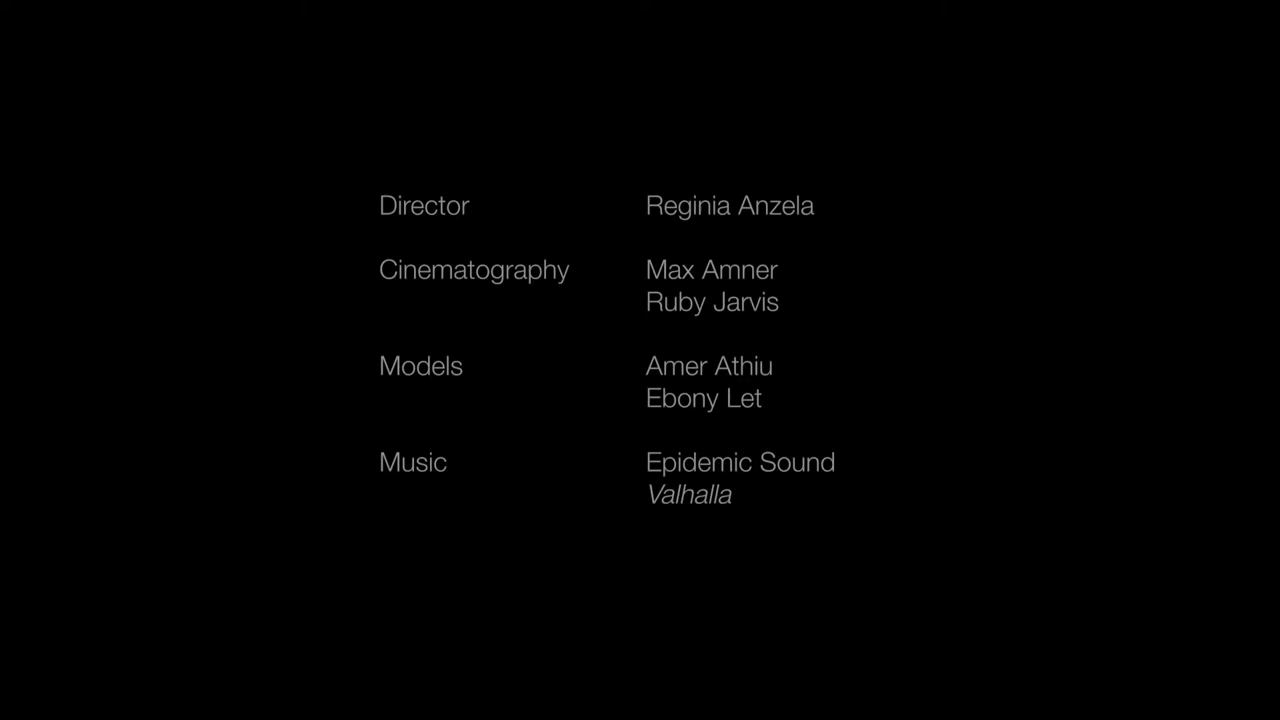 Director Reginia Anzela
Cinematography Max Amner
Ruby Jarvis
Models Amer Athiu
Ebony Let
Music Epidemic Sound
Valhalla